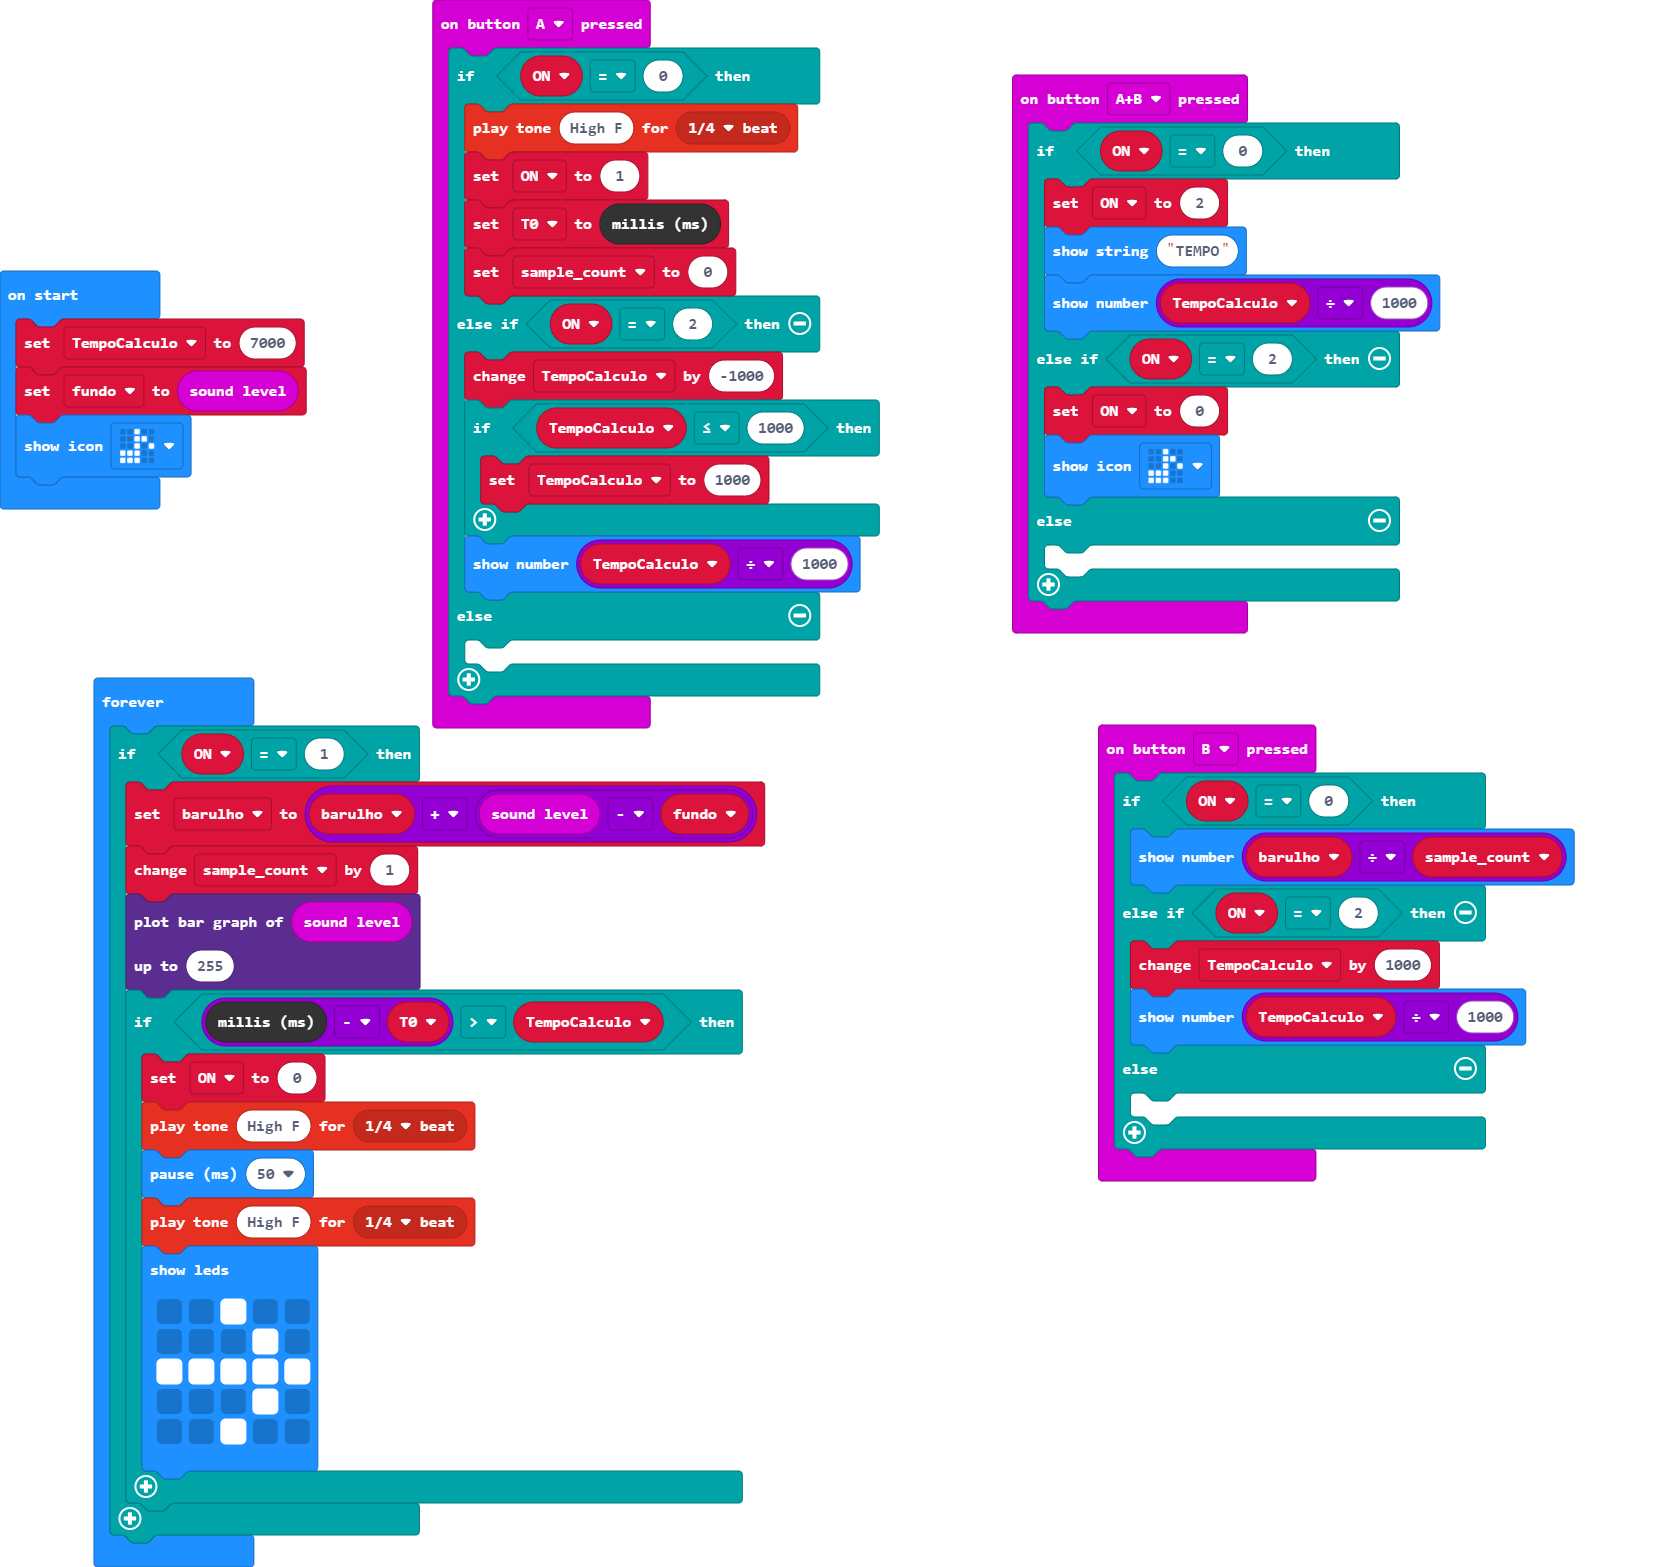 on start
set TempoCalculo to 7000
set fundo to sound level
show icon
on button A pressed
if ON = 0 then
play tone High F for 1/4 beat
set ON to 1
set T0 to millis (ms)
set sample_count to 0
else if ON = 2 then
change TempoCalculo by -1000
if TempoCalculo ≤ 1000 then
set TempoCalculo to 1000
show number TempoCalculo ÷ 1000
else
on button A+B pressed
if ON = 0 then
set ON to 2
show string "TEMPO"
show number TempoCalculo ÷ 1000
else if ON = 2 then
set ON to 0
show icon
else
forever
if ON = 1 then
set barulho to barulho + sound level - fundo
change sample_count by 1
plot bar graph of sound level
up to 255
if millis (ms) - T0 > TempoCalculo then
set ON to 0
play tone High F for 1/4 beat
pause (ms) 50
play tone High F for 1/4 beat
show leds
on button B pressed
if ON = 0 then
show number barulho ÷ sample_count
else if ON = 2 then
change TempoCalculo by 1000
show number TempoCalculo ÷ 1000
else